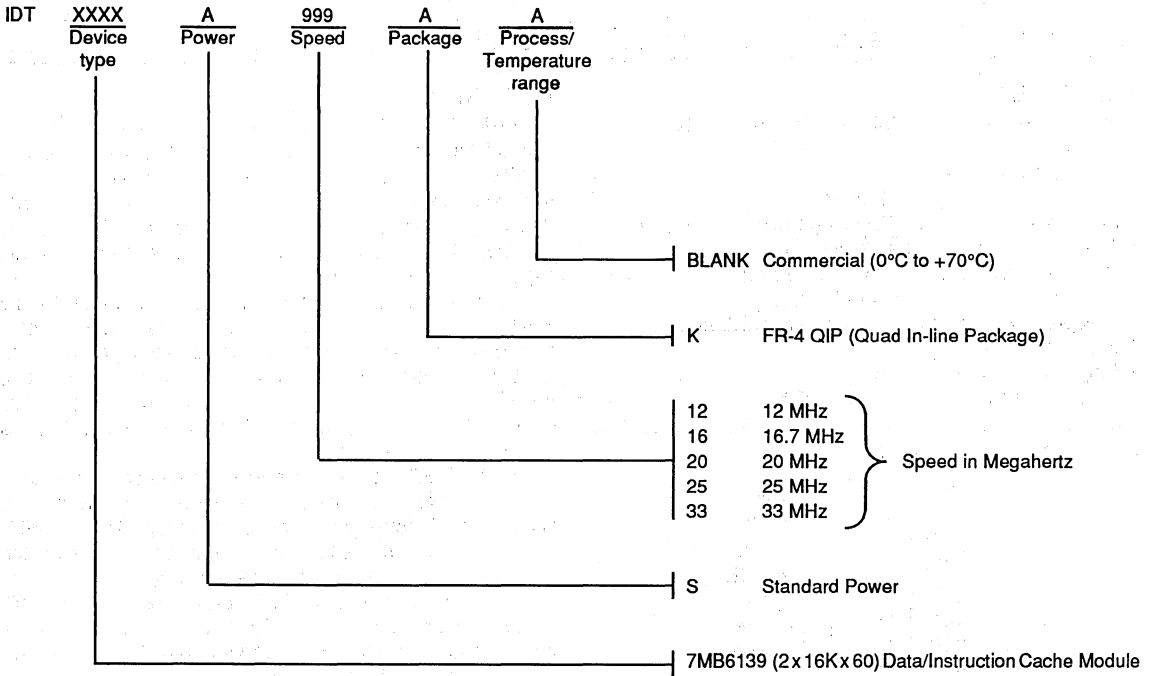 IDT XXXX A 999 A A
Device type
Power
Speed
Package
Process/
Temperature
range
BLANK Commercial (0°C to +70°C)
K FR-4 QIP (Quad In-line Package)
12 12 MHz
16 16.7 MHz
20 20 MHz
25 25 MHz
33 33 MHz
Speed in Megahertz
S Standard Power
7MB6139 (2 x 16K x 60) Data/Instruction Cache Module